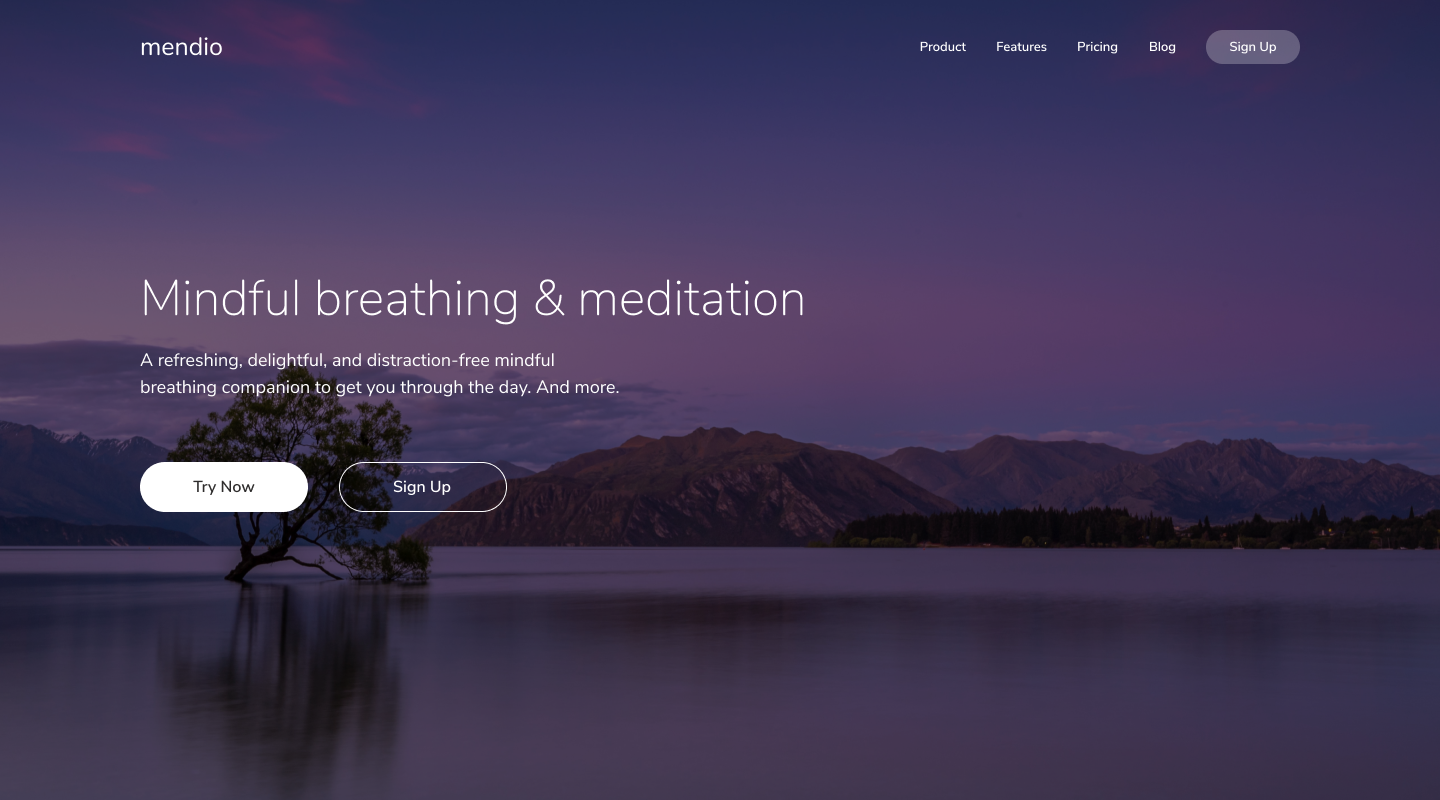 mendio
Product
Features
Pricing
Blog
Sign Up
Mindful breathing & meditation
A refreshing, delightful, and distraction-free mindful
breathing companion to get you through the day. And more.
Try Now
Sign Up